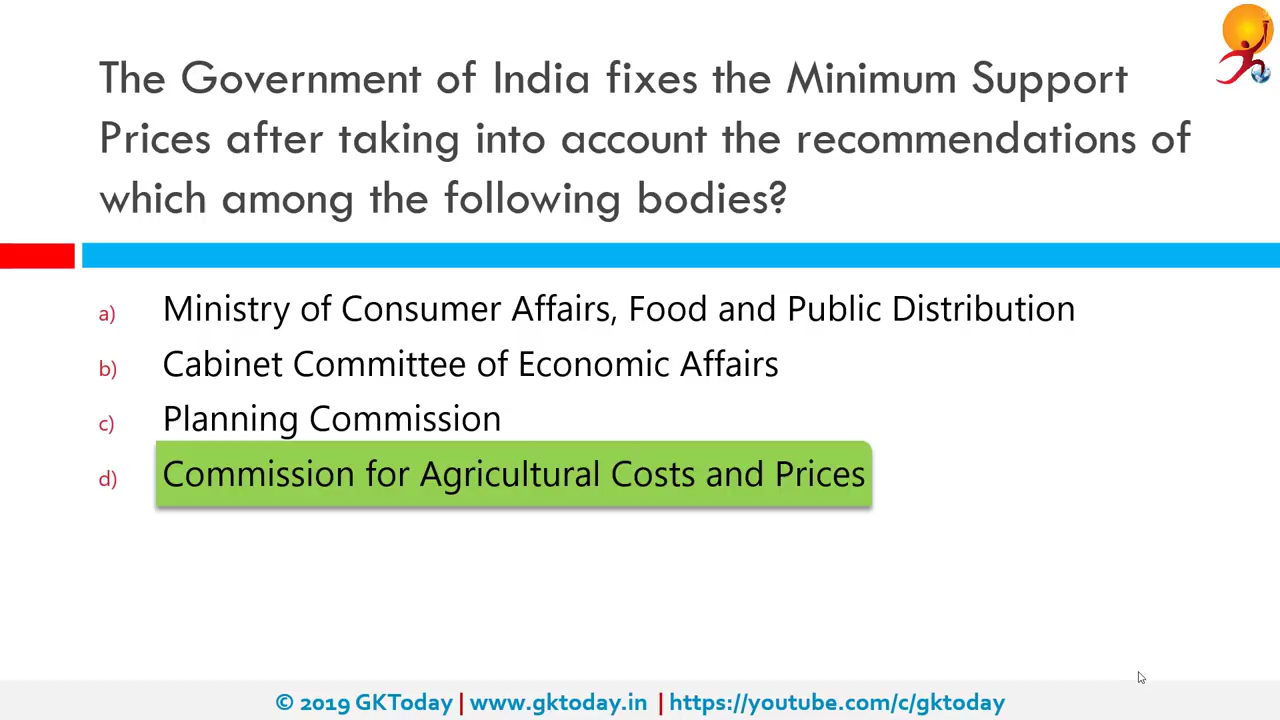 The Government of India fixes the Minimum Support
Prices after taking into account the recommendations of
which among the following bodies?
a) Ministry of Consumer Affairs, Food and Public Distribution
b) Cabinet Committee of Economic Affairs
c) Planning Commission
d) Commission for Agricultural Costs and Prices
© 2019 GKToday | www.gktoday.in | https://youtube.com/c/gktoday